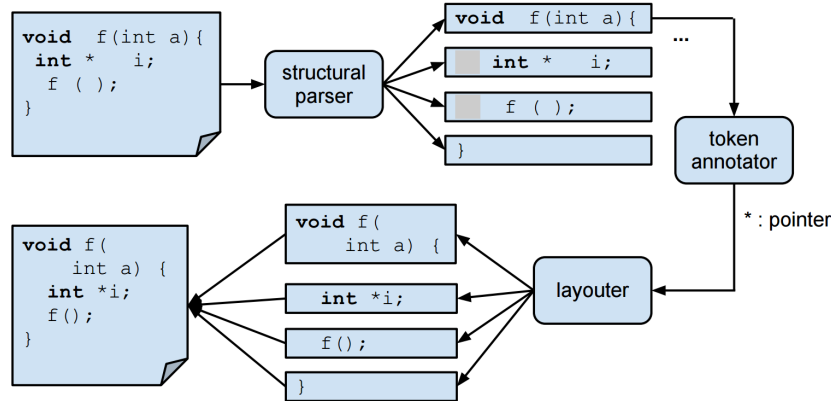 void  f(int a){
 int *   i;
  f ( );
}
structural
parser
void  f(int a){
int *   i;
f ( );
}
...
token
annotator
* : pointer
layouter
void f(
    int a) {
int *i;
f();
}
void f(
    int a) {
  int *i;
  f();
}